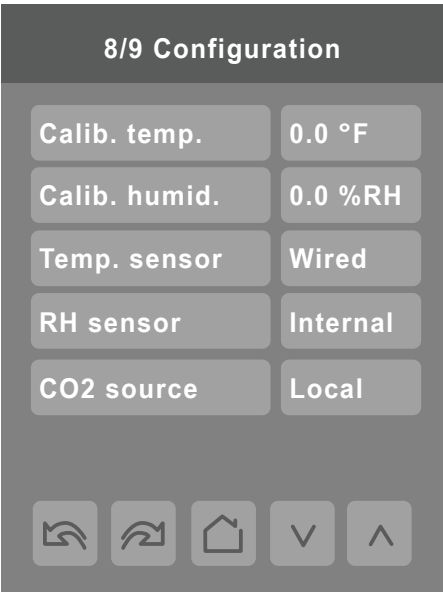 8/9 Configuration
Calib. temp. 0.0 °F
Calib. humid. 0.0 %RH
Temp. sensor Wired
RH sensor Internal
CO2 source Local